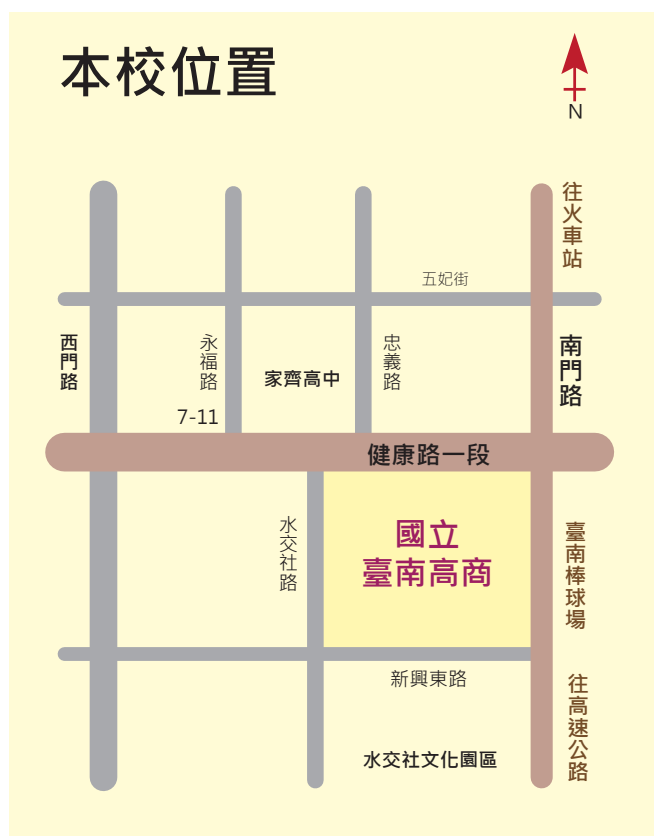 本校位置
N
往火車站
五妃街
西門路
永福路
家齊高中
忠義路
南門路
7-11
健康路一段
水交社路
國立
臺南高商
臺南棒球場
新興東路
往高速公路
水交社文化園區